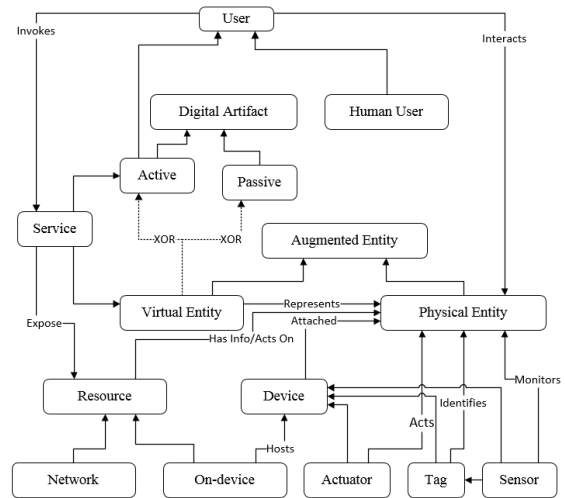 User
Invokes
Interacts
Digital Artifact
Human User
Active
Passive
Service
XOR
XOR
Augmented Entity
Virtual Entity
Represents
Physical Entity
Attached
Expose
Has Info/Acts On
Resource
Device
Monitors
Identifies
Acts
Hosts
Network
On-device
Actuator
Tag
Sensor